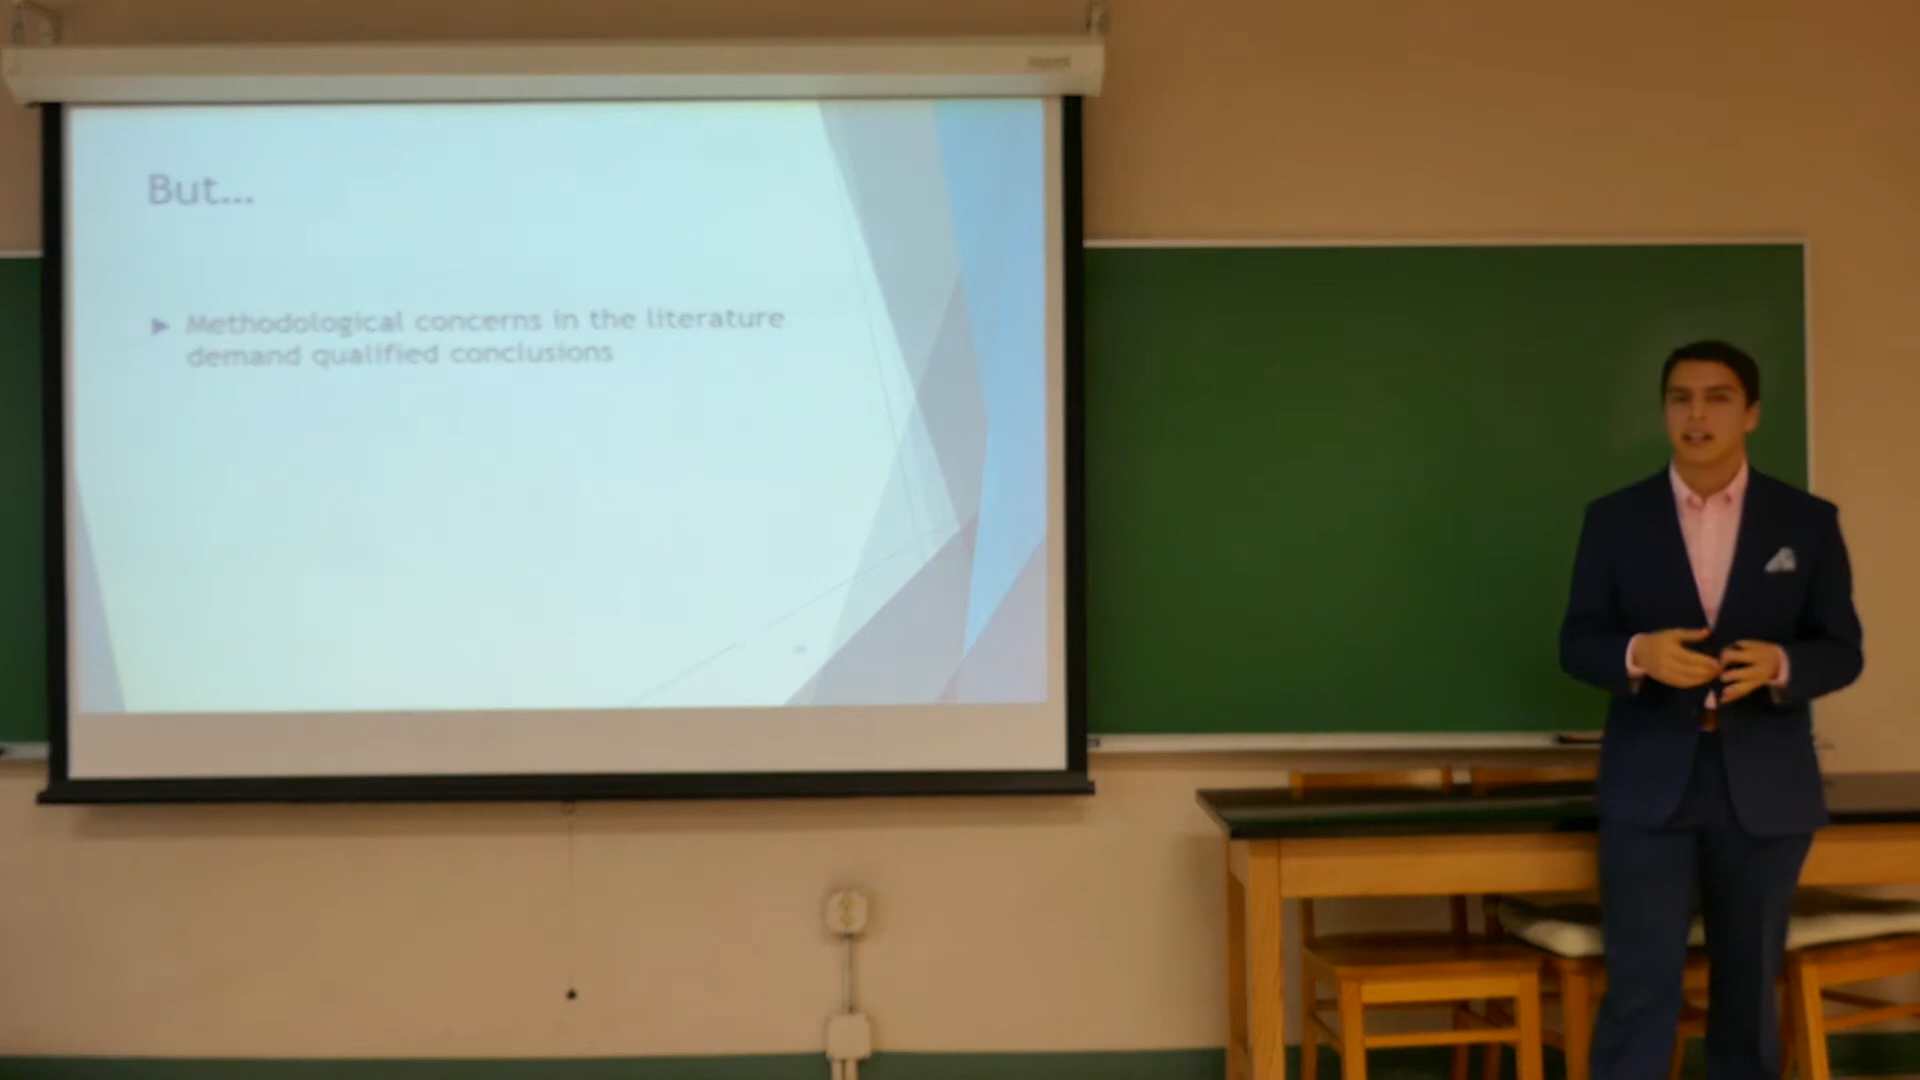 But...
Methodological concerns in the literature
demand qualified conclusions